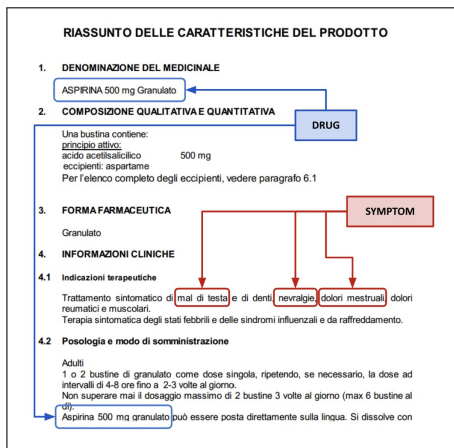 RIASSUNTO DELLE CARATTERISTICHE DEL PRODOTTO
1. DENOMINAZIONE DEL MEDICINALE
ASPIRINA 500 mg Granulato
2. COMPOSIZIONE QUALITATIVA E QUANTITATIVA
DRUG
Una bustina contiene:
principio attivo:
acido acetilsalicilico 500 mg
eccipienti: aspartame
Per l'elenco completo degli eccipienti, vedere paragrafo 6.1
3. FORMA FARMACEUTICA
SYMPTOM
Granulato
4. INFORMAZIONI CLINICHE
4.1 Indicazioni terapeutiche
Trattamento sintomatico di mal di testa e di denti, nevralgie, dolori mestruali, dolori
reumatici e muscolari.
Terapia sintomatica degli stati febbrili e delle sindromi influenzali e da raffreddamento.
4.2 Posologia e modo di somministrazione
Adulti
1 o 2 bustine di granulato come dose singola, ripetendo, se necessario, la dose ad
intervalli di 4-8 ore fino a 2-3 volte al giorno.
Non superare mai il dosaggio massimo di 2 bustine 3 volte al giorno (max 6 bustine al
dì).
Aspirina 500 mg granulato può essere posta direttamente sulla lingua. Si dissolve con